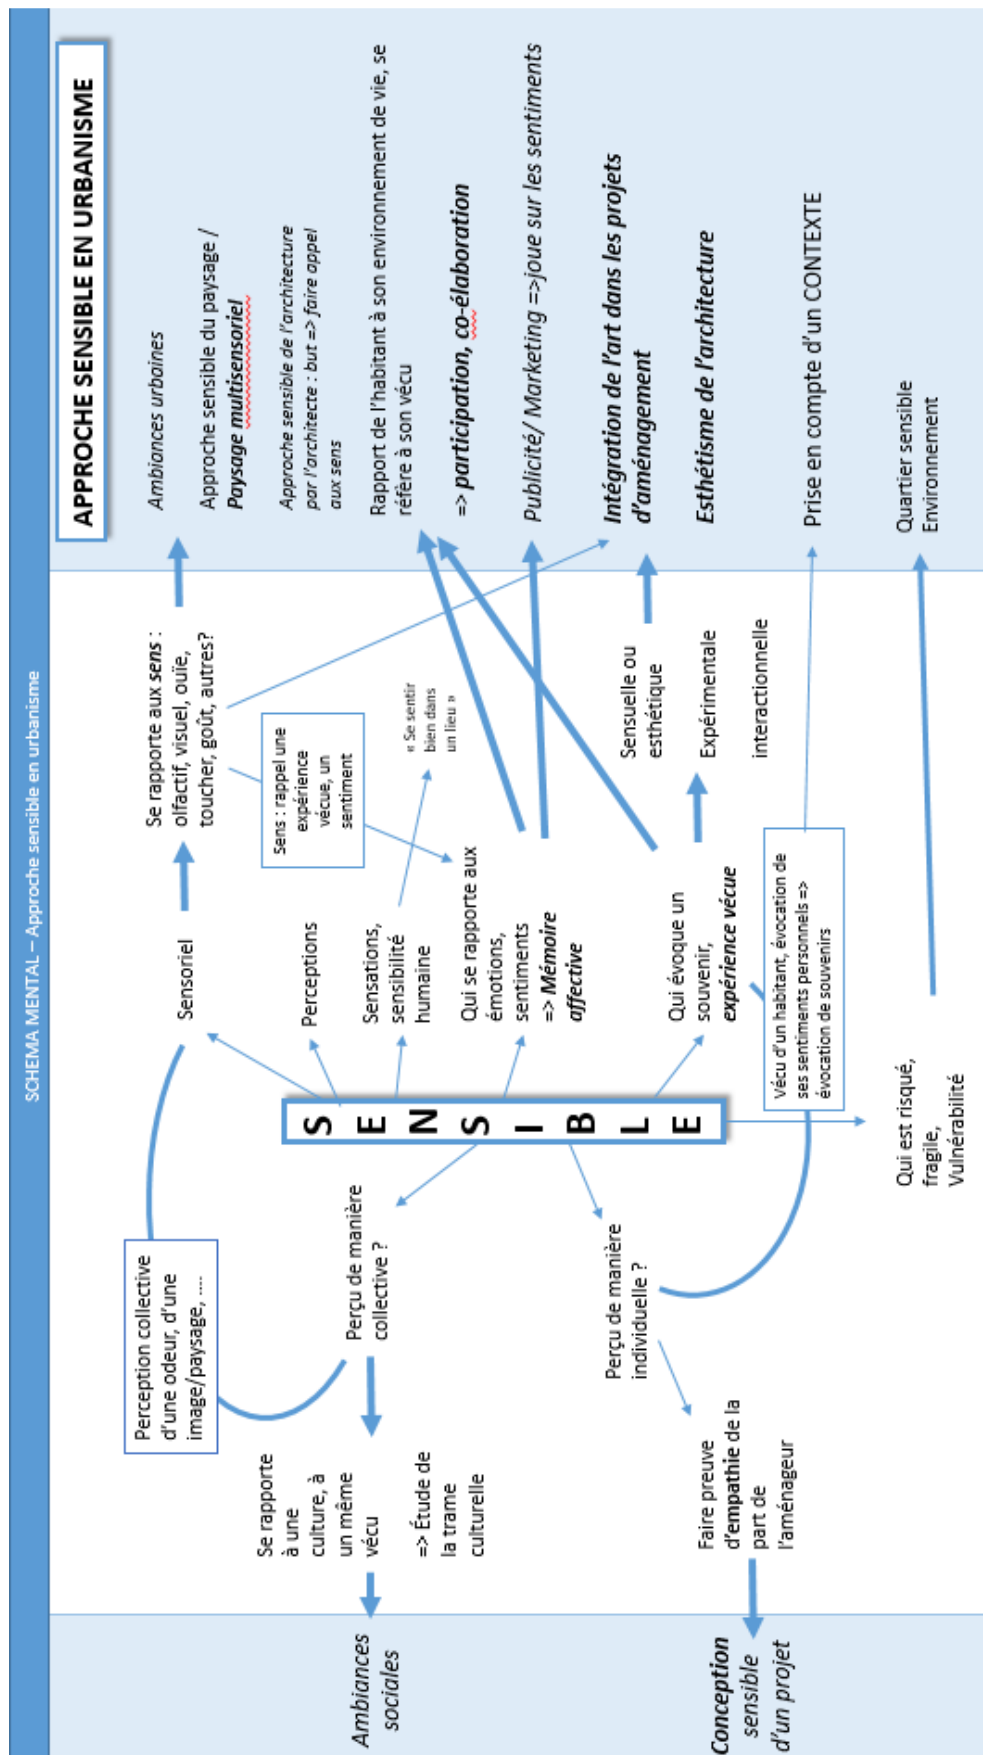 SCHEMA MENTAL – Approche sensible en urbanisme
APPROCHE SENSIBLE EN URBANISME
Perception collective
d'une odeur, d'une
image/paysage, ....
Sensoriel
Se rapporte aux sens :
olfactif, visuel, ouïe,
toucher, goût, autres?
Ambiances urbaines
Approche sensible du paysage /
Paysage multisensoriel
Approche sensible de l'architecture
par l'architecte : but => faire appel
aux sens
Sens : rappel une
expérience
vécue, un
sentiment
Perceptions
Sensations,
sensibilité
humaine
« Se sentir
bien dans
un lieu »
Rapport de l'habitant à son environnement de vie, se
réfère à son vécu
=> participation, co-élaboration
Se rapporte
à une
culture, à
un même
vécu
=> Étude de
la trame
culturelle
Perçu de manière
collective ?
Ambiances
sociales
S
E
N
S
I
B
L
E
Qui se rapporte aux
émotions,
sentiments
=> Mémoire
affective
Publicité/ Marketing =>joue sur les sentiments
Intégration de l'art dans les projets
d'aménagement
Sensuelle ou
esthétique
Esthétisme de l'architecture
Qui évoque un
souvenir,
expérience vécue
Expérimentale
interactionnelle
Perçu de manière
individuelle ?
Faire preuve
d'empathie de la
part de
l'aménageur
Conception
sensible
d'un projet
Vécu d'un habitant, évocation de
ses sentiments personnels =>
évocation de souvenirs
Prise en compte d'un CONTEXTE
Qui est risqué,
fragile,
Vulnérabilité
Quartier sensible
Environnement